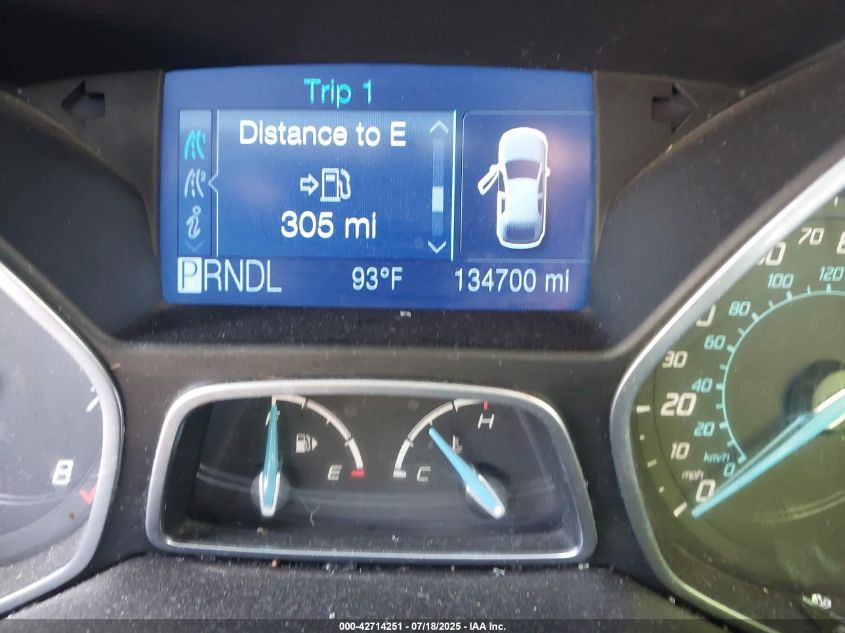 Trip 1
Distance to E
305 mi
PRNDL 93°F 134700 mi
8
E
C
H
70
100 120
80
60
30
40
20
20
10
km/h 0
mph 0
000-42714251 / 07/18/2025 - IAA Inc.